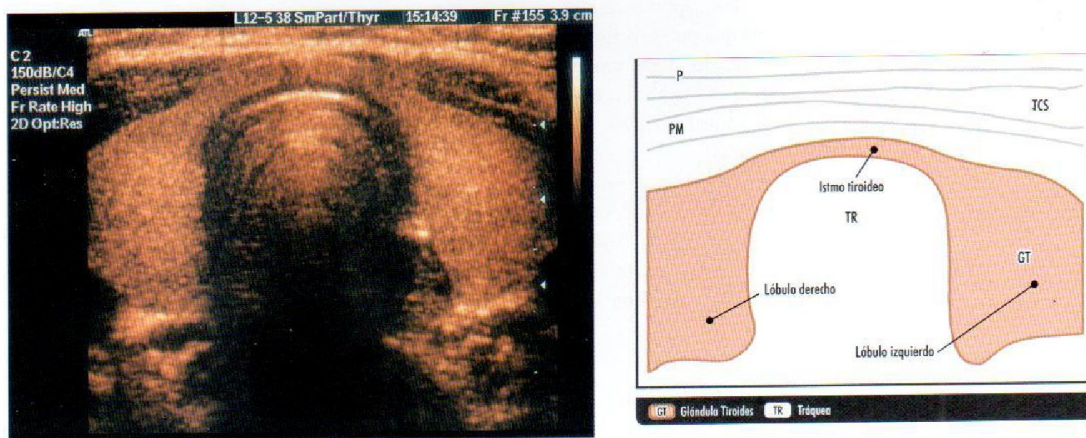 L12-5 38 SmPart/Thyr 15:14:39 Fr #155 3.9 cm
C 2
150dB/C4
Persist Med
Fr Rate High
2D Opt:Res
P
TCS
PM
Istmo tiroideo
TR
GT
Lóbulo derecho
Lóbulo izquierdo
GT Glándula Tiroides TR Tráquea